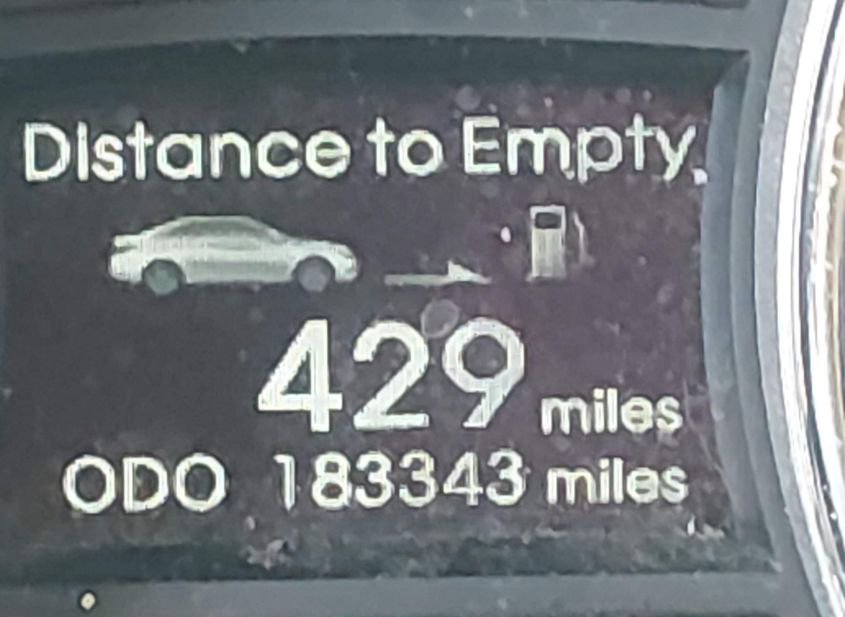 Distance to Empty
429 miles
ODO 183343 miles